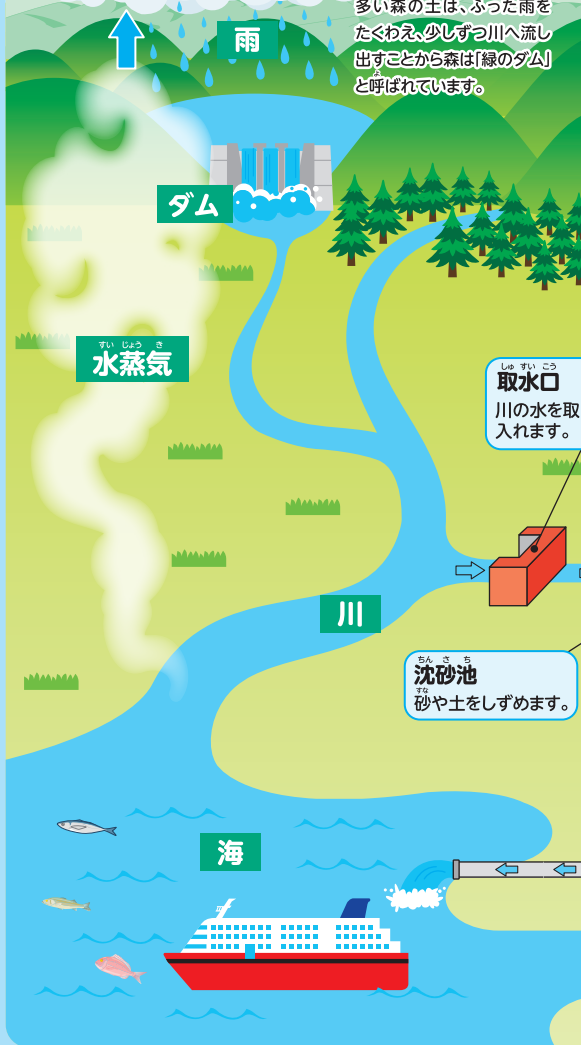 多い森の土は、ふった雨を
たくわえ、少しずつ川へ流し
出すことから森は「緑のダム」
よ
と呼ばれています。
雨
ダム
すい じょう き
水蒸気
しゅ すい こう
取水口
川の水を取
入れます。
川
ちん さ ち
沈砂池
すな
砂や土をしずめます。
海